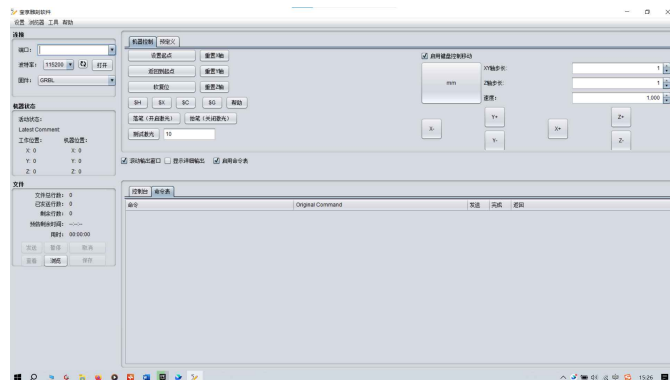 壹家雕刻软件
设置 浏览器 工具 帮助
连接
端口：
波特率： 115200 打开
固件： GRBL
机器状态
活动状态：
Latest Comment:
工作位置： 机器位置：
X: 0 X: 0
Y: 0 Y: 0
Z: 0 Z: 0
文件
文件总行数： 0
已发送行数： 0
剩余行数： 0
预估剩余时间： --:--:--
用时： 00:00:00
发送 暂停 取消
查看 浏览 保存
机器控制 预定义
设置起点 重置X轴
返回到起点 重置Y轴
软复位 重置Z轴
$H $X $C $G 帮助
落笔（开启激光） 抬笔（关闭激光）
测试激光 10
启用键盘控制移动
mm
XY轴步长: 1
Z轴步长: 1
速度: 1.000
Y+ Z+
X- X+
Y- Z-
滚动输出窗口 显示详细输出 启用命令表
控制台 命令表
命令 Original Command 发送 完成 返回
中 15:26